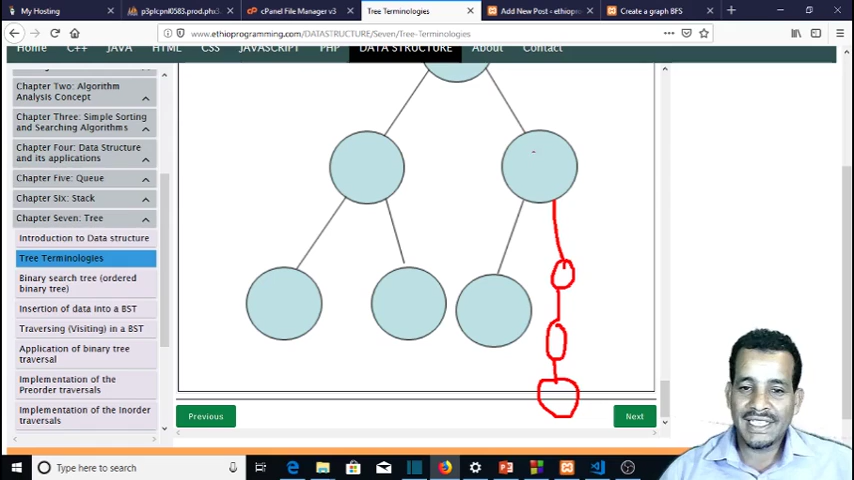 My Hosting
p3plcpnl0583.prod.phx3
cPanel File Manager v3
Tree Terminologies
Add New Post - ethiopro
Create a graph BFS
www.ethioprogramming.com/DATASTRUCTURE/Seven/Tree-Terminologies
Home C++ JAVA HTML CSS JAVASCRIPT PHP DATA STRUCTURE About Contact
Chapter Two: Algorithm
Analysis Concept
Chapter Three: Simple Sorting
and Searching Algorithms
Chapter Four: Data Structure
and its applications
Chapter Five: Queue
Chapter Six: Stack
Chapter Seven: Tree
Introduction to Data structure
Tree Terminologies
Binary search tree (ordered
binary tree)
Insertion of data into a BST
Traversing (Visiting) in a BST
Application of binary tree
traversal
Implementation of the
Preorder traversals
Implementation of the Inorder
traversals
Previous
Next
Type here to search